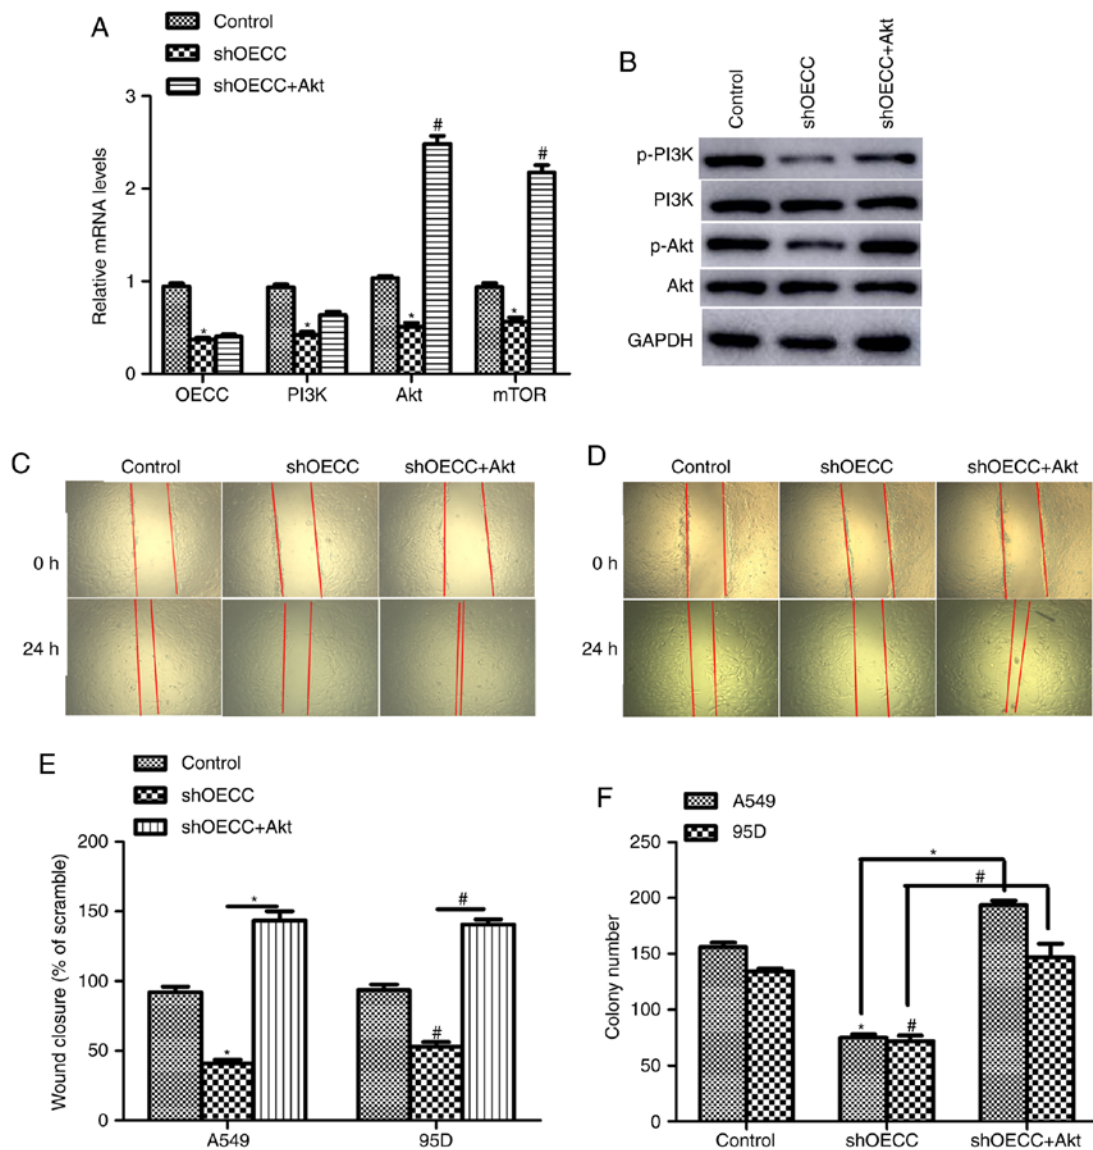 A
Control
shOECC
shOECC+Akt
Relative mRNA levels
3
2
1
0
#
#
*
*
*
*
OECC PI3K Akt mTOR
B
Control shOECC shOECC+Akt
p-PI3K
PI3K
p-Akt
Akt
GAPDH
C
Control shOECC shOECC+Akt
0 h
24 h
D
Control shOECC shOECC+Akt
0 h
24 h
E
Control
shOECC
shOECC+Akt
Wound closure (% of scramble)
200
150
100
50
0
* #
* #
A549 95D
F
A549
95D
Colony number
250
200
150
100
50
0
*
#
* #
Control shOECC shOECC+Akt